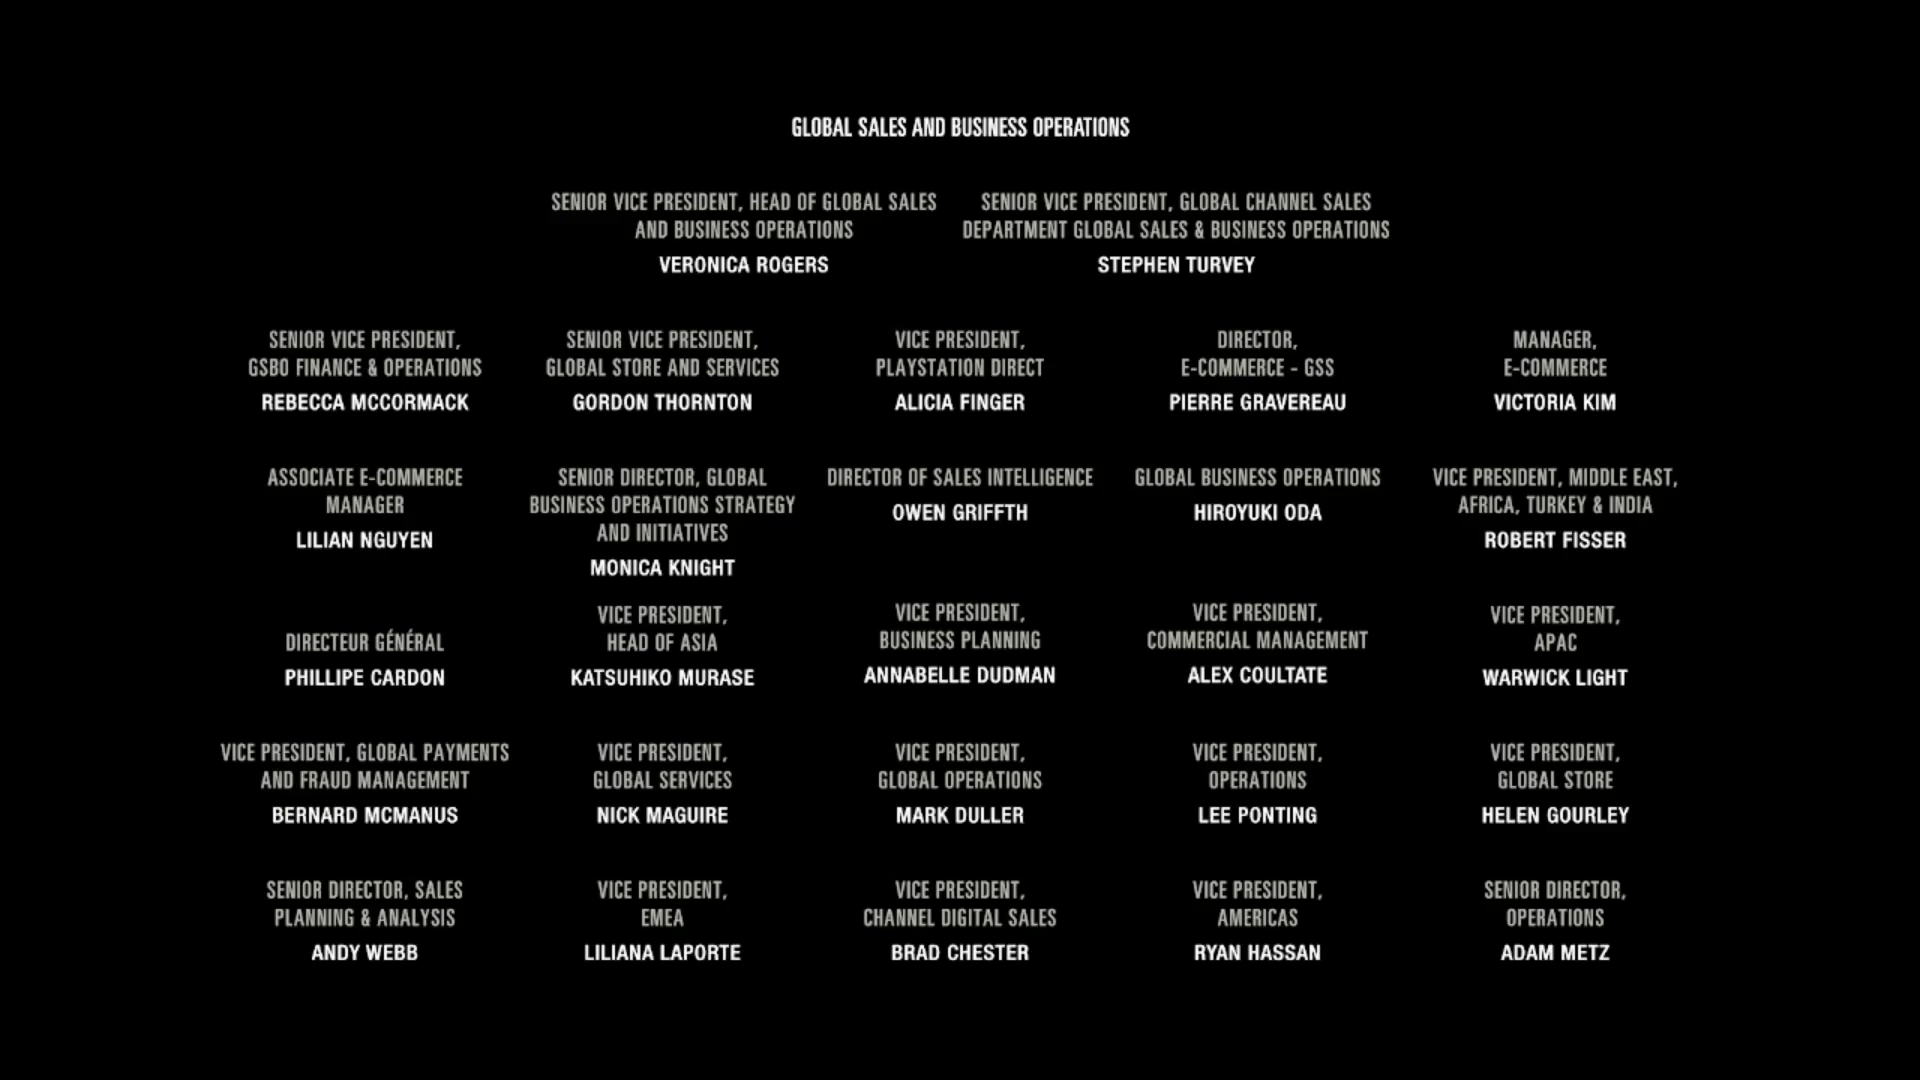 GLOBAL SALES AND BUSINESS OPERATIONS
SENIOR VICE PRESIDENT, HEAD OF GLOBAL SALES
AND BUSINESS OPERATIONS
VERONICA ROGERS
SENIOR VICE PRESIDENT, GLOBAL CHANNEL SALES
DEPARTMENT GLOBAL SALES & BUSINESS OPERATIONS
STEPHEN TURVEY
SENIOR VICE PRESIDENT,
GSBO FINANCE & OPERATIONS
REBECCA MCCORMACK
SENIOR VICE PRESIDENT,
GLOBAL STORE AND SERVICES
GORDON THORNTON
VICE PRESIDENT,
PLAYSTATION DIRECT
ALICIA FINGER
DIRECTOR,
E-COMMERCE - GSS
PIERRE GRAVEREAU
MANAGER,
E-COMMERCE
VICTORIA KIM
ASSOCIATE E-COMMERCE
MANAGER
LILIAN NGUYEN
SENIOR DIRECTOR, GLOBAL
BUSINESS OPERATIONS STRATEGY
AND INITIATIVES
MONICA KNIGHT
DIRECTOR OF SALES INTELLIGENCE
OWEN GRIFFTH
GLOBAL BUSINESS OPERATIONS
HIROYUKI ODA
VICE PRESIDENT, MIDDLE EAST,
AFRICA, TURKEY & INDIA
ROBERT FISSER
DIRECTEUR GÉNÉRAL
PHILLIPE CARDON
VICE PRESIDENT,
HEAD OF ASIA
KATSUHIKO MURASE
VICE PRESIDENT,
BUSINESS PLANNING
ANNABELLE DUDMAN
VICE PRESIDENT,
COMMERCIAL MANAGEMENT
ALEX COULTATE
VICE PRESIDENT,
APAC
WARWICK LIGHT
VICE PRESIDENT, GLOBAL PAYMENTS
AND FRAUD MANAGEMENT
BERNARD MCMANUS
VICE PRESIDENT,
GLOBAL SERVICES
NICK MAGUIRE
VICE PRESIDENT,
GLOBAL OPERATIONS
MARK DULLER
VICE PRESIDENT,
OPERATIONS
LEE PONTING
VICE PRESIDENT,
GLOBAL STORE
HELEN GOURLEY
SENIOR DIRECTOR, SALES
PLANNING & ANALYSIS
ANDY WEBB
VICE PRESIDENT,
EMEA
LILIANA LAPORTE
VICE PRESIDENT,
CHANNEL DIGITAL SALES
BRAD CHESTER
VICE PRESIDENT,
AMERICAS
RYAN HASSAN
SENIOR DIRECTOR,
OPERATIONS
ADAM METZ